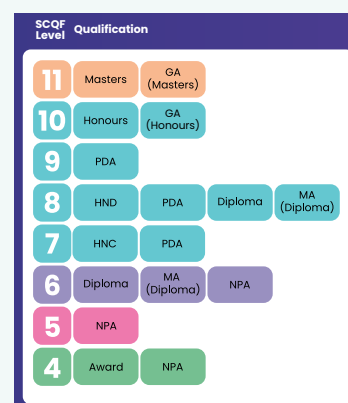 SCQF
Level Qualification
11 Masters GA
(Masters)
10 Honours GA
(Honours)
9 PDA
8 HND PDA Diploma MA
(Diploma)
7 HNC PDA
6 Diploma MA
(Diploma) NPA
5 NPA
4 Award NPA